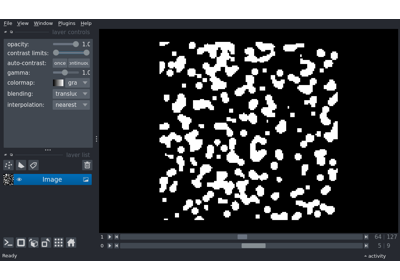 File View Window Plugins Help
layer controls
opacity: 1.0
contrast limits:
auto-contrast: once
gamma: 1.0
colormap: gra
blending: translu
interpolation: nearest
layer list
Image
1 64 127
0 5 9
Ready activity